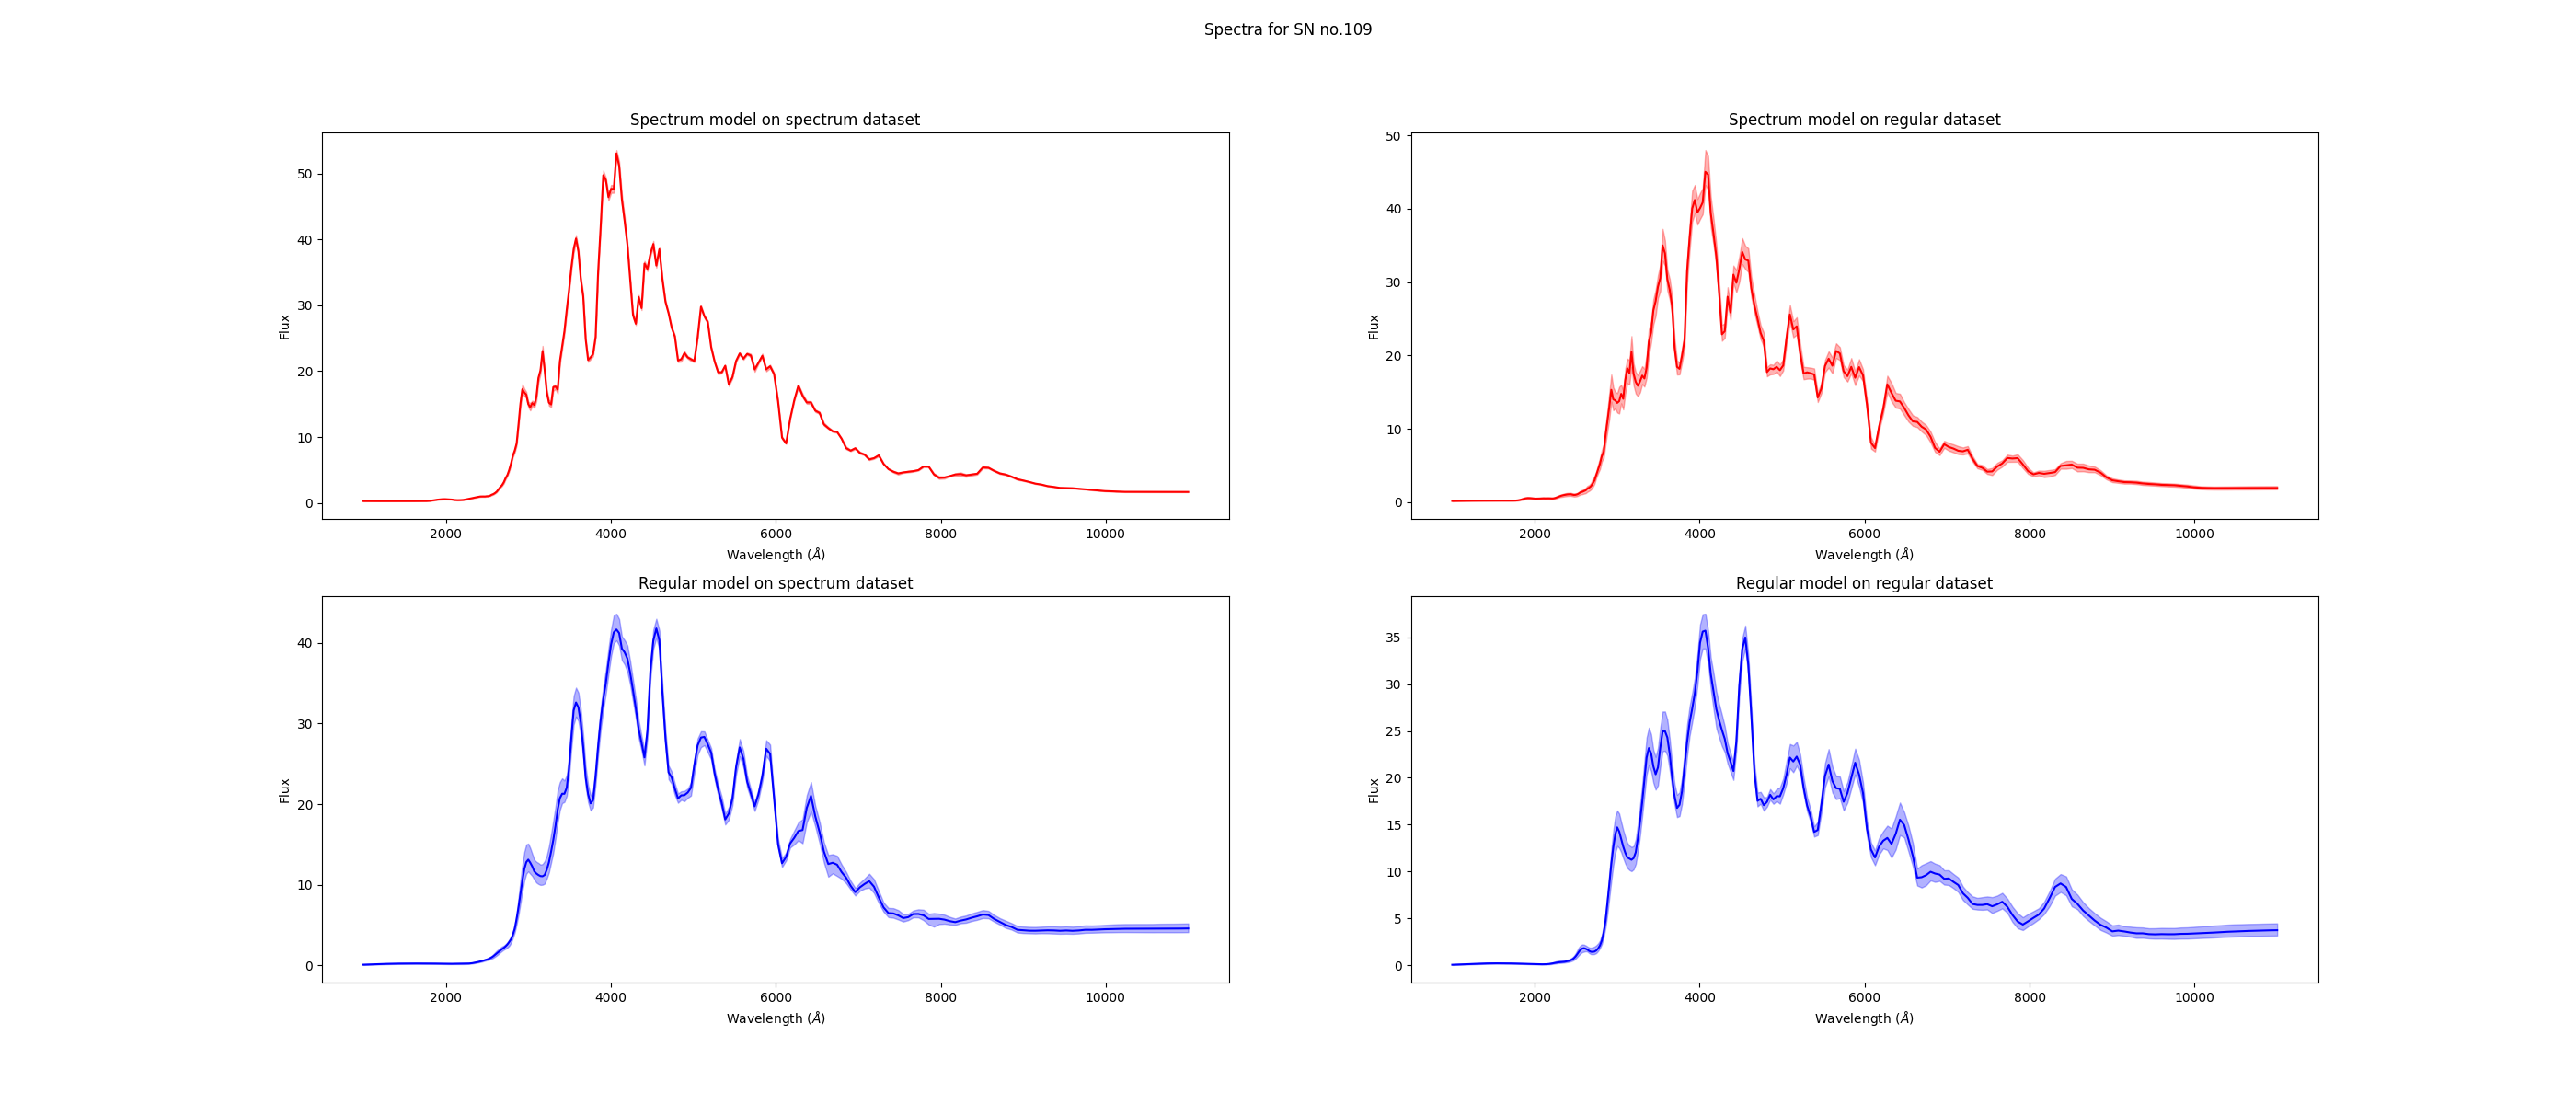 Spectra for SN no.109
Spectrum model on spectrum dataset
50
40
30
20
10
0
Flux
2000 4000 6000 8000 10000
Wavelength (Å)
Spectrum model on regular dataset
50
40
30
20
10
0
Flux
2000 4000 6000 8000 10000
Wavelength (Å)
Regular model on spectrum dataset
40
30
20
10
0
Flux
2000 4000 6000 8000 10000
Wavelength (Å)
Regular model on regular dataset
35
30
25
20
15
10
5
0
Flux
2000 4000 6000 8000 10000
Wavelength (Å)